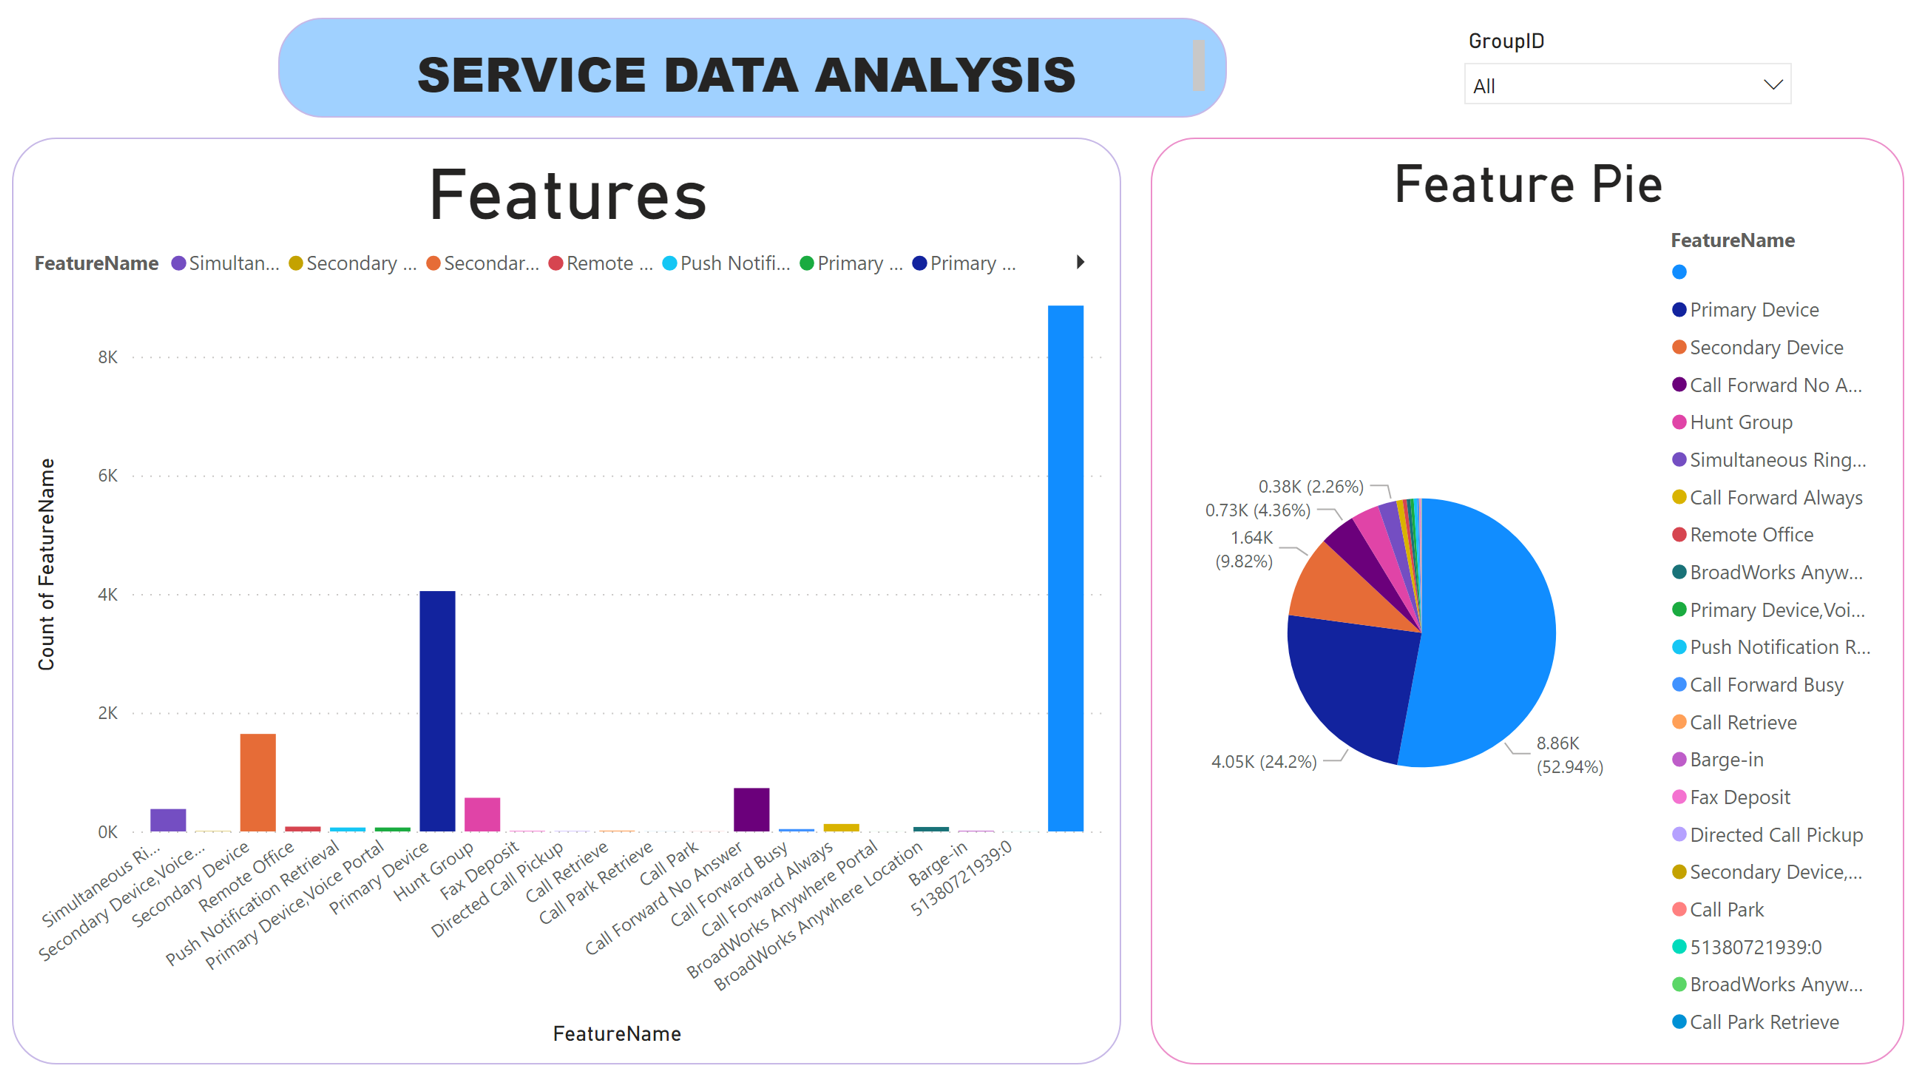 SERVICE DATA ANALYSIS
GroupID
All
Features
FeatureName Simultan... Secondary ... Secondar... Remote ... Push Notifi... Primary ... Primary ...
Count of FeatureName
8K
6K
4K
2K
0K
Simultaneous Ri...
Secondary Device,Voice...
Secondary Device
Remote Office
Push Notification Retrieval
Primary Device,Voice Portal
Primary Device
Hunt Group
Fax Deposit
Directed Call Pickup
Call Retrieve
Call Park Retrieve
Call Park
Call Forward No Answer
Call Forward Busy
Call Forward Always
BroadWorks Anywhere Portal
BroadWorks Anywhere Location
Barge-in
51380721939:0
FeatureName
Feature Pie
0.38K (2.26%)
0.73K (4.36%)
1.64K
(9.82%)
4.05K (24.2%)
8.86K
(52.94%)
FeatureName
Primary Device
Secondary Device
Call Forward No A...
Hunt Group
Simultaneous Ring...
Call Forward Always
Remote Office
BroadWorks Anyw...
Primary Device,Voi...
Push Notification R...
Call Forward Busy
Call Retrieve
Barge-in
Fax Deposit
Directed Call Pickup
Secondary Device,...
Call Park
51380721939:0
BroadWorks Anyw...
Call Park Retrieve